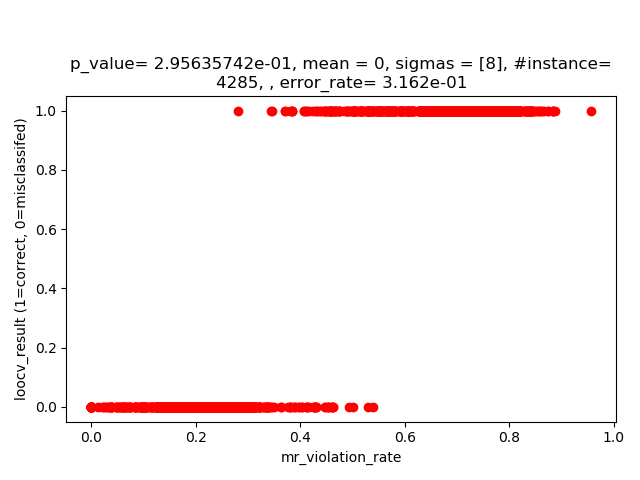 p_value= 2.95635742e-01, mean = 0, sigmas = [8], #instance=
4285, , error_rate= 3.162e-01
1.0
0.8
0.6
0.4
0.2
0.0
loocv_result (1=correct, 0=misclassifed)
0.0 0.2 0.4 0.6 0.8 1.0
mr_violation_rate